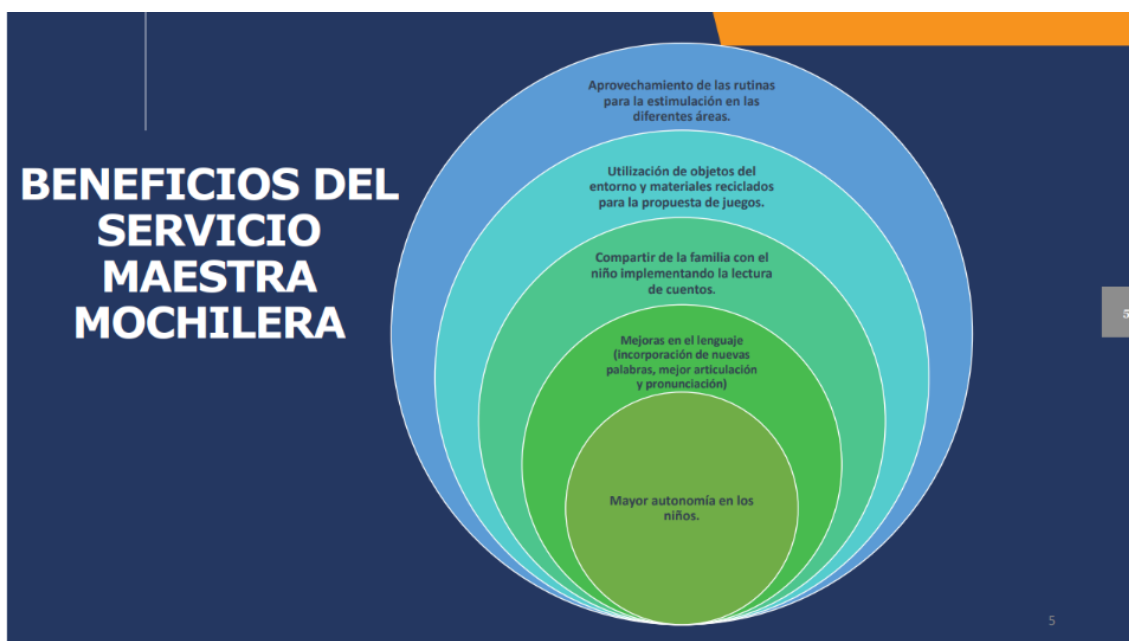 BENEFICIOS DEL
SERVICIO
MAESTRA
MOCHILERA
Aprovechamiento de las rutinas
para la estimulación en las
diferentes áreas.
Utilización de objetos del
entorno y materiales reciclados
para la propuesta de juegos.
Compartir de la familia con el
niño implementando la lectura
de cuentos.
Mejoras en el lenguaje
(incorporación de nuevas
palabras, mejor articulación
y pronunciación)
Mayor autonomía en los
niños.
5
5